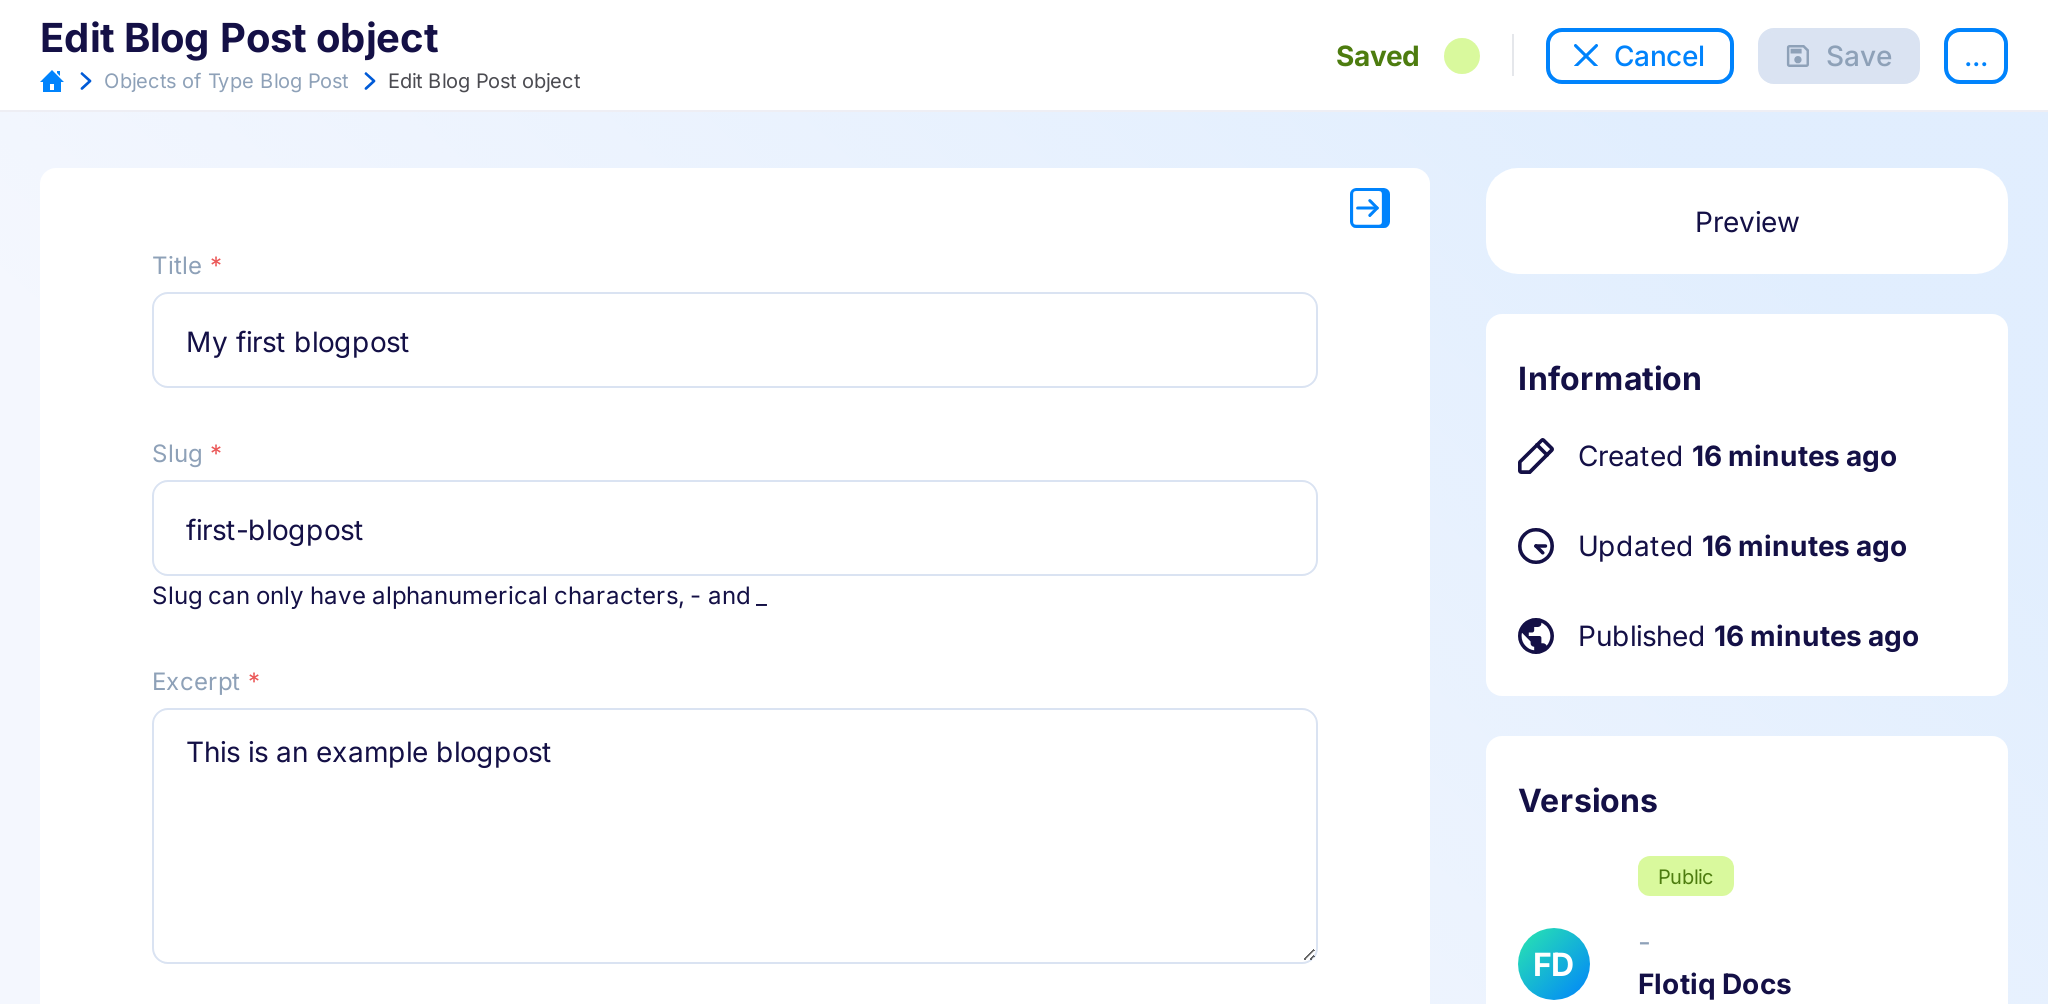 Edit Blog Post object
Objects of Type Blog Post
Edit Blog Post object
Saved
Cancel
Save
...
Title *
My first blogpost
Slug *
first-blogpost
Slug can only have alphanumerical characters, - and _
Excerpt *
This is an example blogpost
Preview
Information
Created 16 minutes ago
Updated 16 minutes ago
Published 16 minutes ago
Versions
Public
-
FD
Flotiq Docs